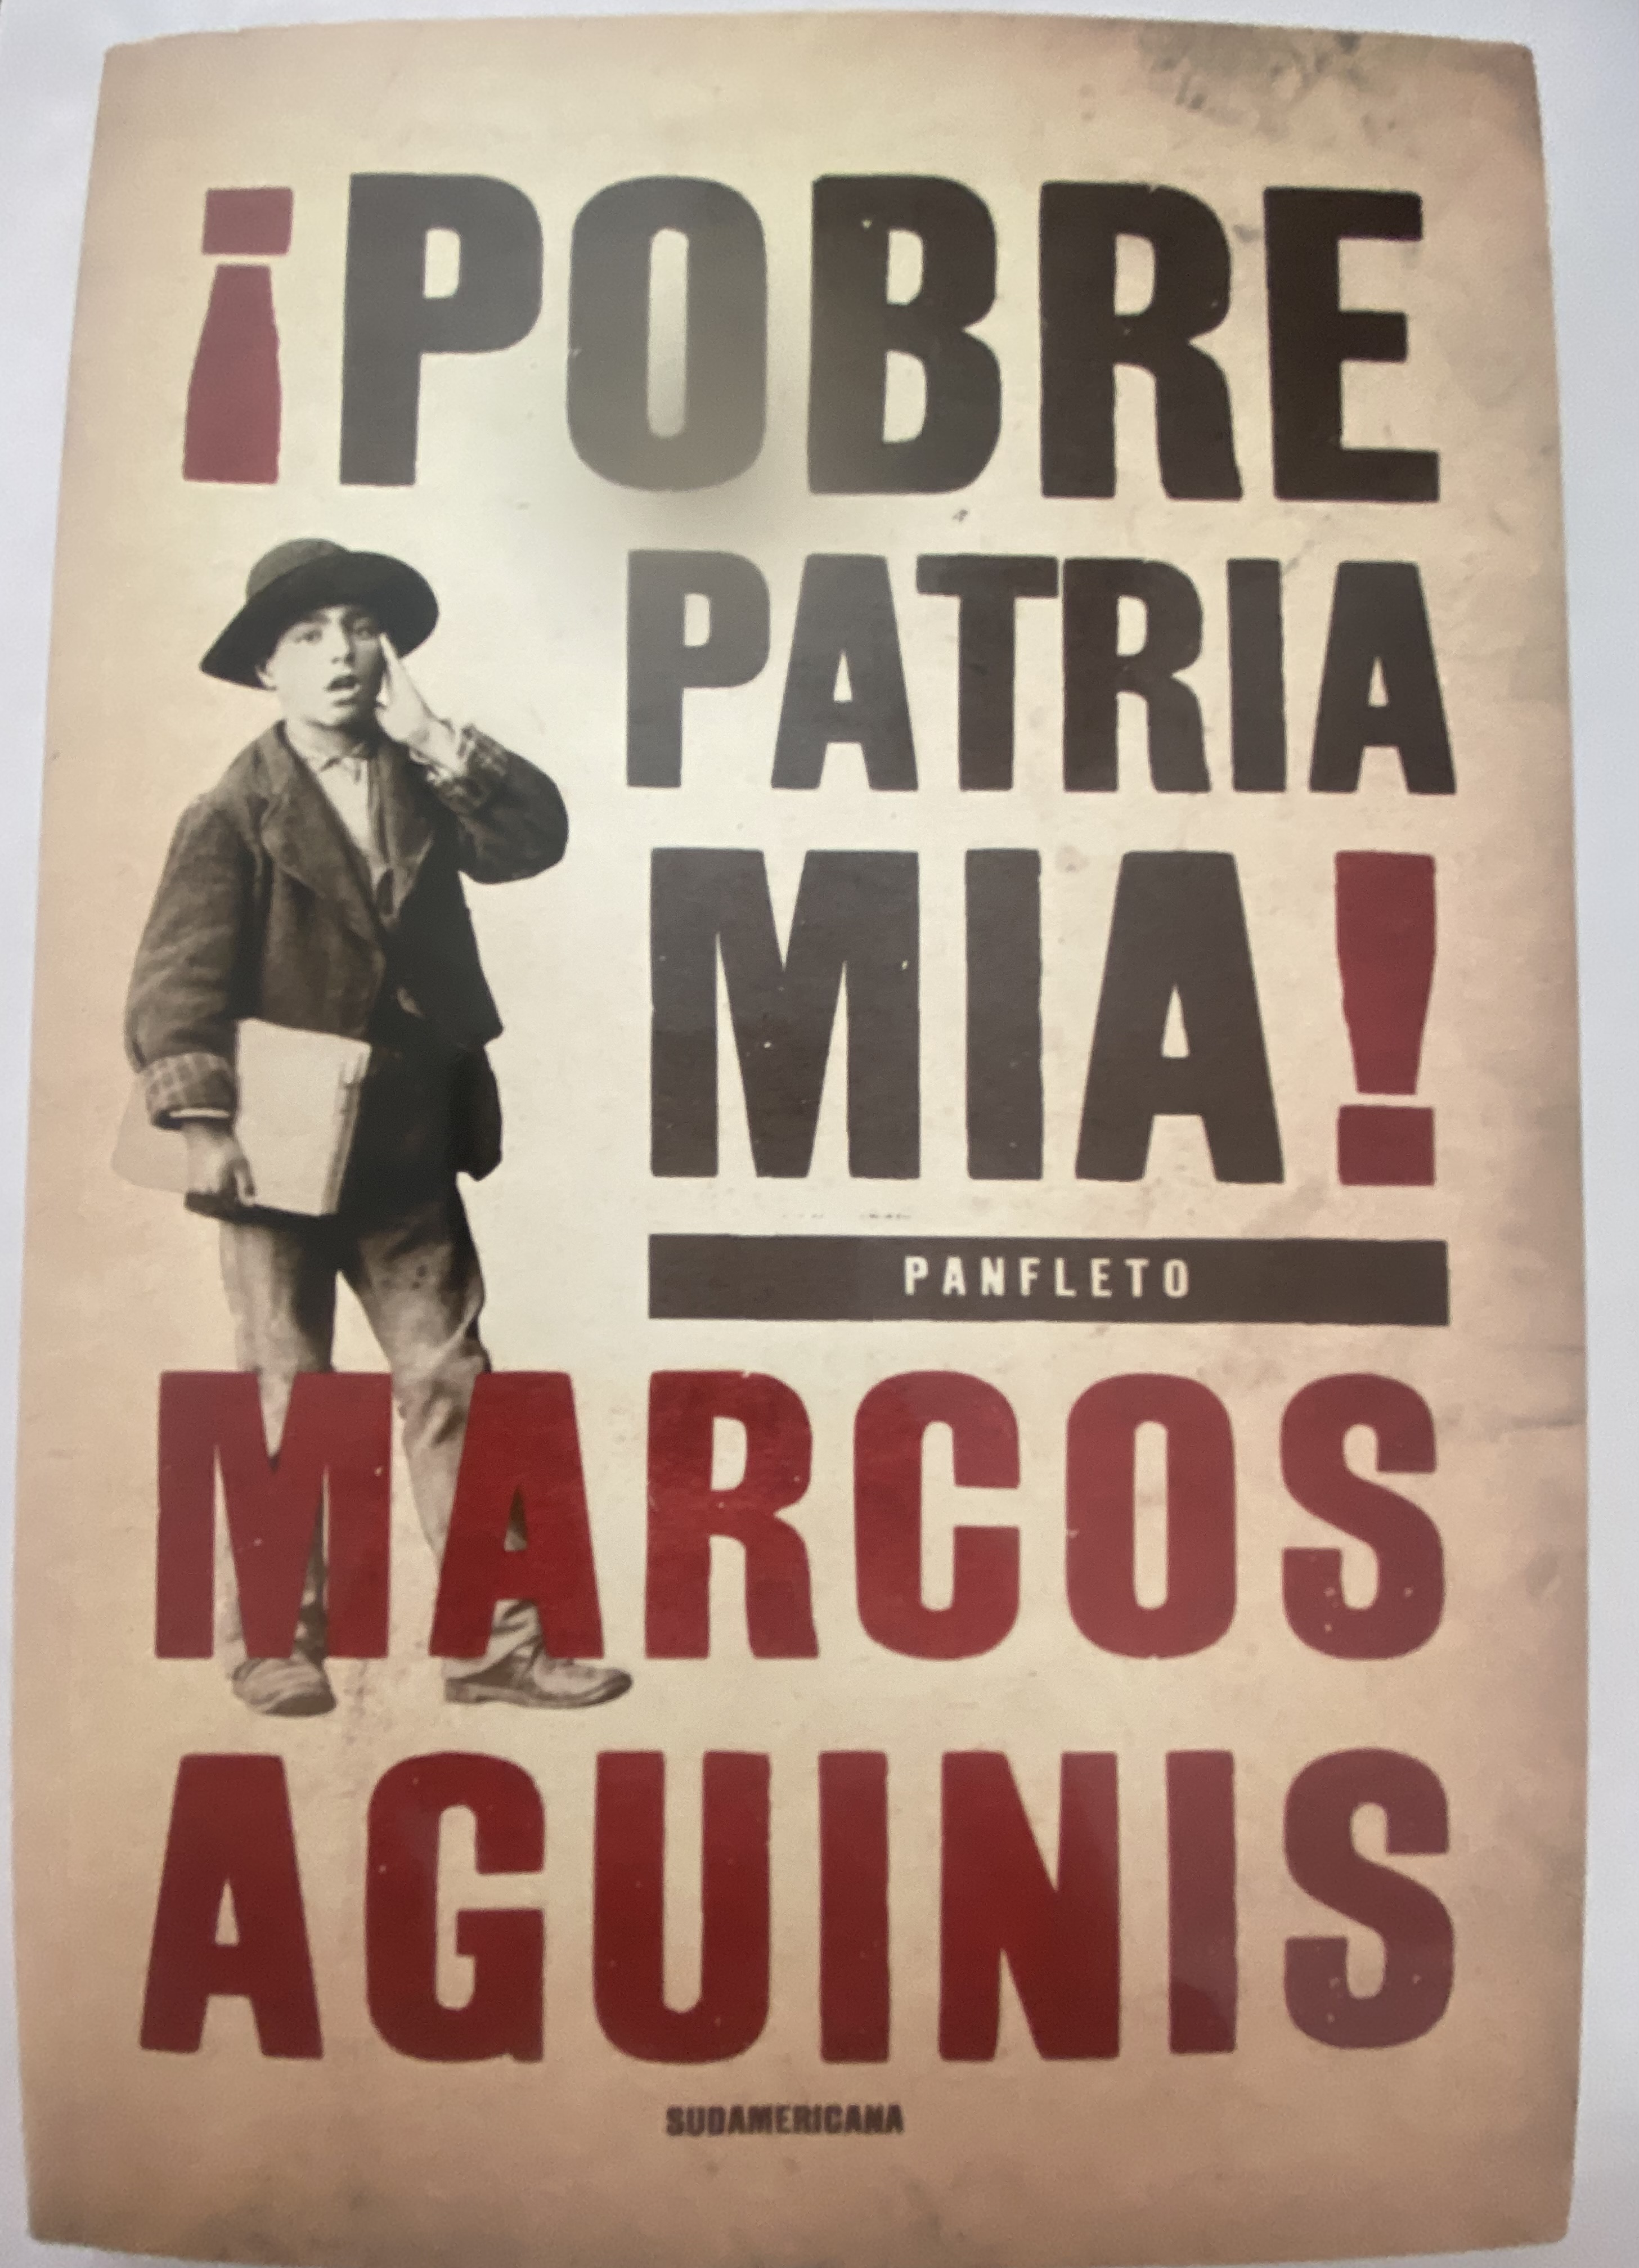 ¡POBRE
PATRIA
MIA!
PANFLETO
MARCOS
AGUINIS
SUDAMERICANA